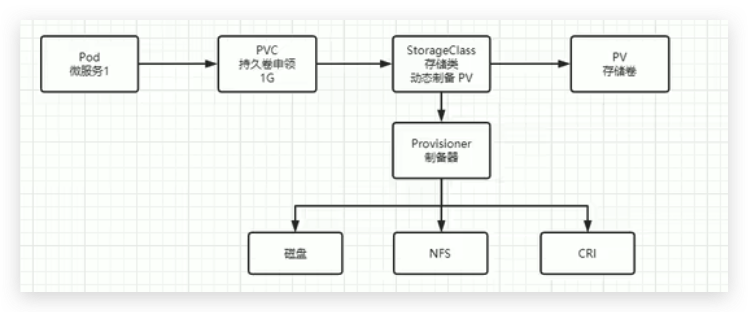 Pod
微服务1
PVC
持久卷申领
1G
StorageClass
存储类
动态制备 PV
PV
存储卷
Provisioner
制备器
磁盘
NFS
CRI